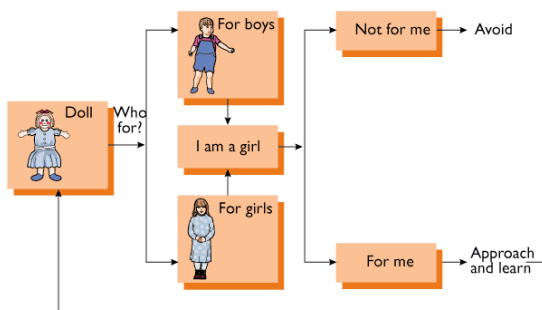 For boys
Not for me
Avoid
Doll
Who
for?
I am a girl
For girls
For me
Approach
and learn